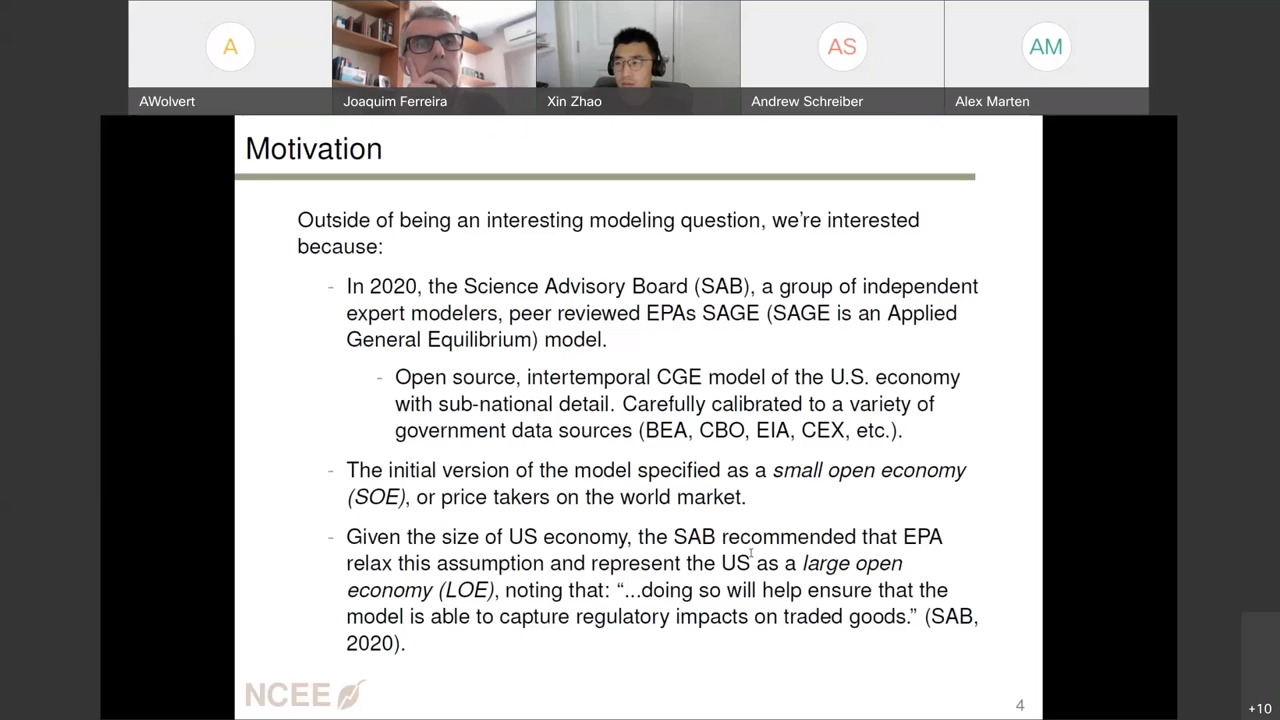 A
AS
AM
AWolvert
Joaquim Ferreira
Xin Zhao
Andrew Schreiber
Alex Marten
Motivation
Outside of being an interesting modeling question, we're interested
because:
- In 2020, the Science Advisory Board (SAB), a group of independent
expert modelers, peer reviewed EPAs SAGE (SAGE is an Applied
General Equilibrium) model.
- Open source, intertemporal CGE model of the U.S. economy
with sub-national detail. Carefully calibrated to a variety of
government data sources (BEA, CBO, EIA, CEX, etc.).
- The initial version of the model specified as a small open economy
(SOE), or price takers on the world market.
- Given the size of US economy, the SAB recommended that EPA
relax this assumption and represent the US as a large open
economy (LOE), noting that: “...doing so will help ensure that the
model is able to capture regulatory impacts on traded goods.” (SAB,
2020).
NCEE
4
+10